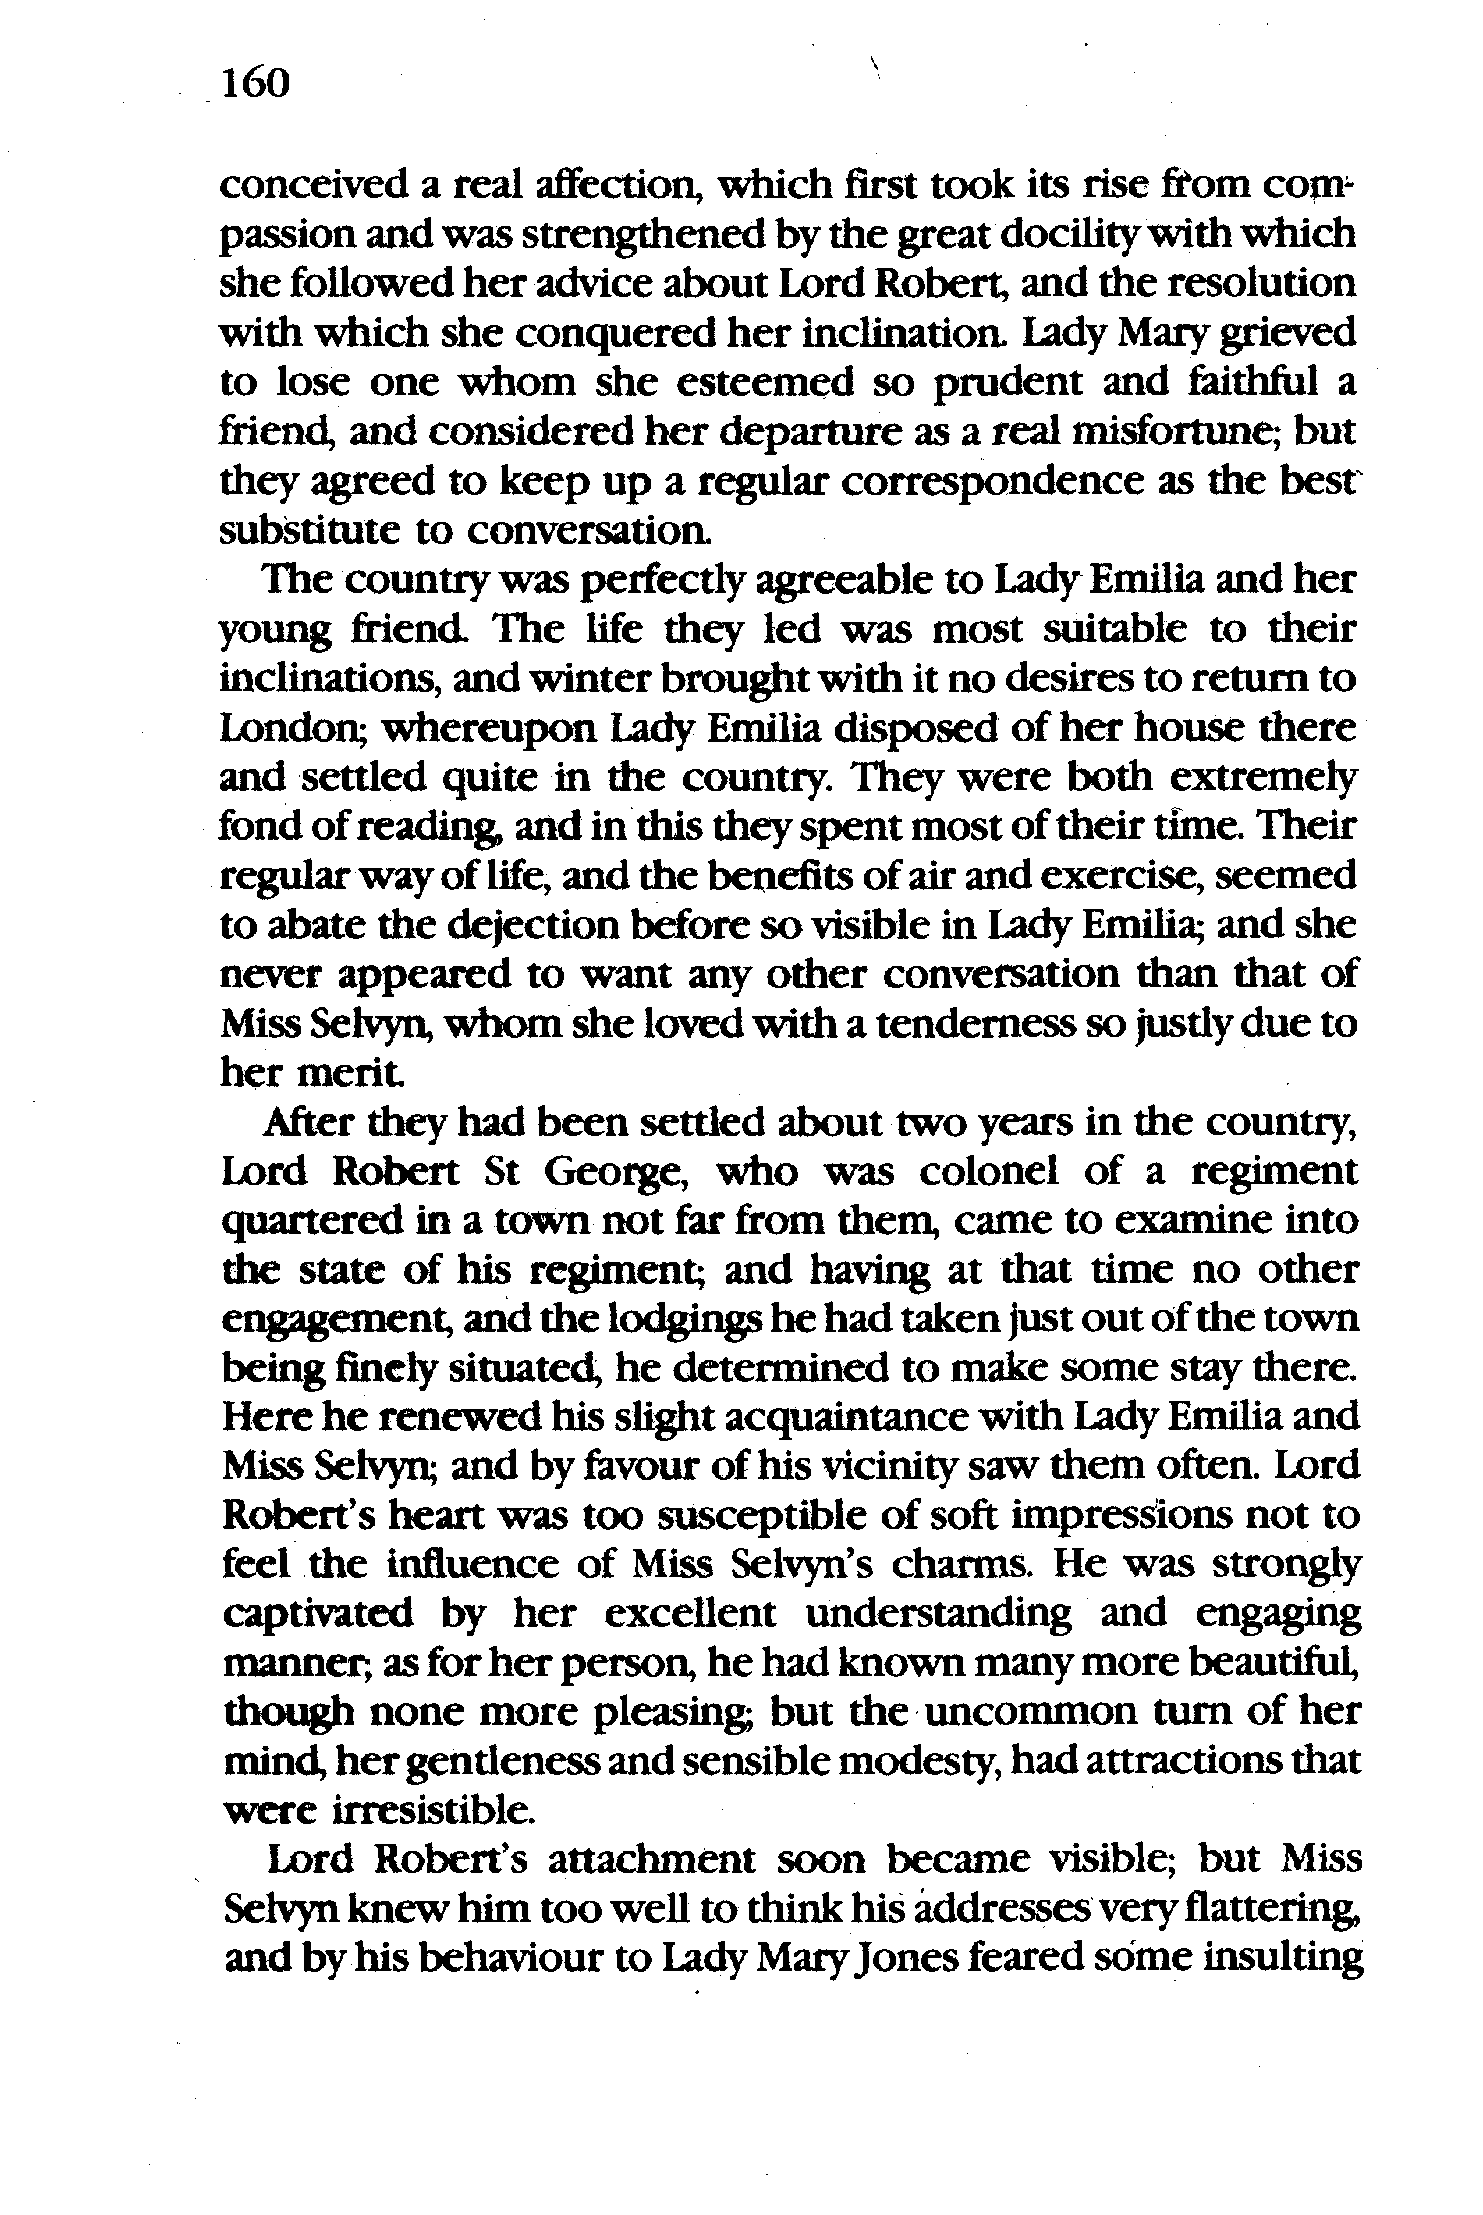 160
conceived a real affection, which first took its rise from com-
passion and was strengthened by the great docility with which
she followed her advice about Lord Robert, and the resolution
with which she conquered her inclination. Lady Mary grieved
to lose one whom she esteemed so prudent and faithful a
friend, and considered her departure as a real misfortune; but
they agreed to keep up a regular correspondence as the best
substitute to conversation.
The country was perfectly agreeable to Lady Emilia and her
young friend. The life they led was most suitable to their
inclinations, and winter brought with it no desires to return to
London; whereupon Lady Emilia disposed of her house there
and settled quite in the country. They were both extremely
fond of reading, and in this they spent most of their time. Their
regular way of life, and the benefits of air and exercise, seemed
to abate the dejection before so visible in Lady Emilia; and she
never appeared to want any other conversation than that of
Miss Selvyn, whom she loved with a tenderness so justly due to
her merit.
After they had been settled about two years in the country,
Lord Robert St George, who was colonel of a regiment
quartered in a town not far from them, came to examine into
the state of his regiment; and having at that time no other
engagement, and the lodgings he had taken just out of the town
being finely situated, he determined to make some stay there.
Here he renewed his slight acquaintance with Lady Emilia and
Miss Selvyn; and by favour of his vicinity saw them often. Lord
Robert's heart was too susceptible of soft impressions not to
feel the influence of Miss Selvyn's charms. He was strongly
captivated by her excellent understanding and engaging
manner; as for her person, he had known many more beautiful,
though none more pleasing; but the uncommon turn of her
mind, her gentleness and sensible modesty, had attractions that
were irresistible.
Lord Robert's attachment soon became visible; but Miss
Selvyn knew him too well to think his addresses very flattering,
and by his behaviour to Lady Mary Jones feared some insulting